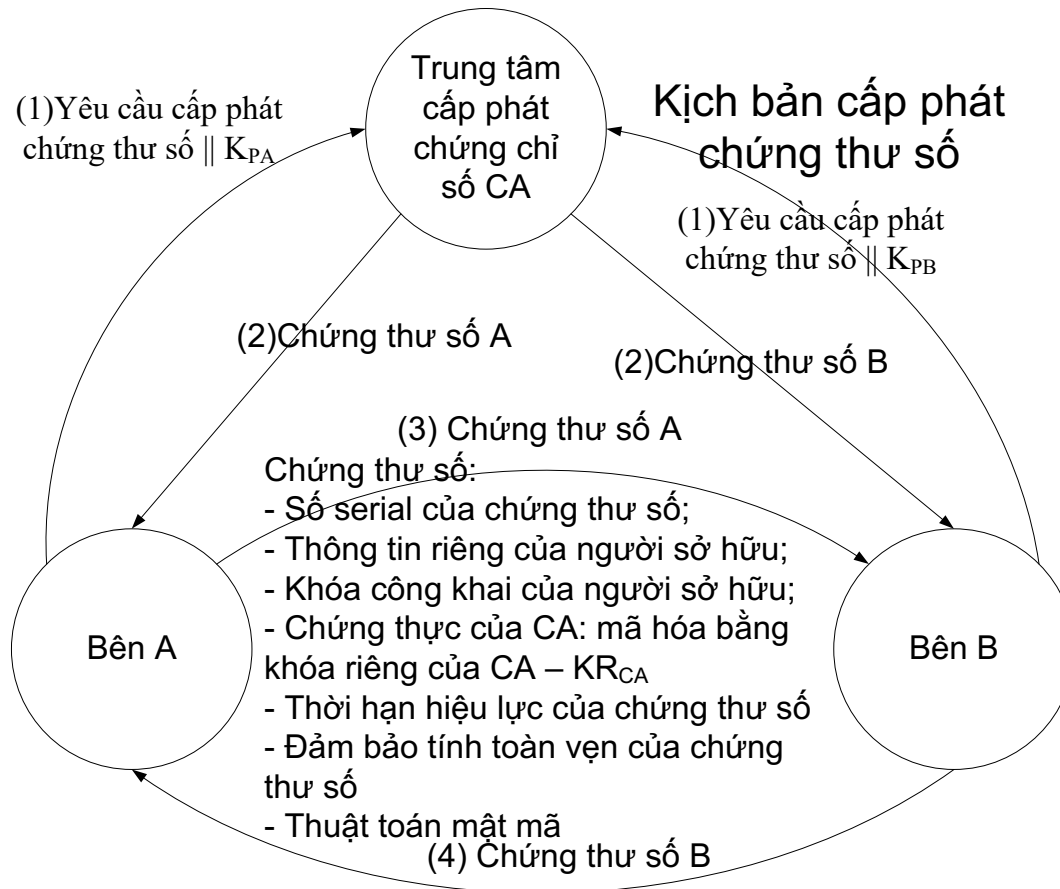 Trung tâm
cấp phát
chứng chỉ
số CA
Kịch bản cấp phát
chứng thư số
(1)Yêu cầu cấp phát
chứng thư số || K_PA
(1)Yêu cầu cấp phát
chứng thư số || K_PB
(2)Chứng thư số A
(2)Chứng thư số B
(3) Chứng thư số A
Chứng thư số:
- Số serial của chứng thư số;
- Thông tin riêng của người sở hữu;
- Khóa công khai của người sở hữu;
- Chứng thực của CA: mã hóa bằng
khóa riêng của CA – KR_CA
- Thời hạn hiệu lực của chứng thư số
- Đảm bảo tính toàn vẹn của chứng
thư số
- Thuật toán mật mã
Bên A
Bên B
(4) Chứng thư số B